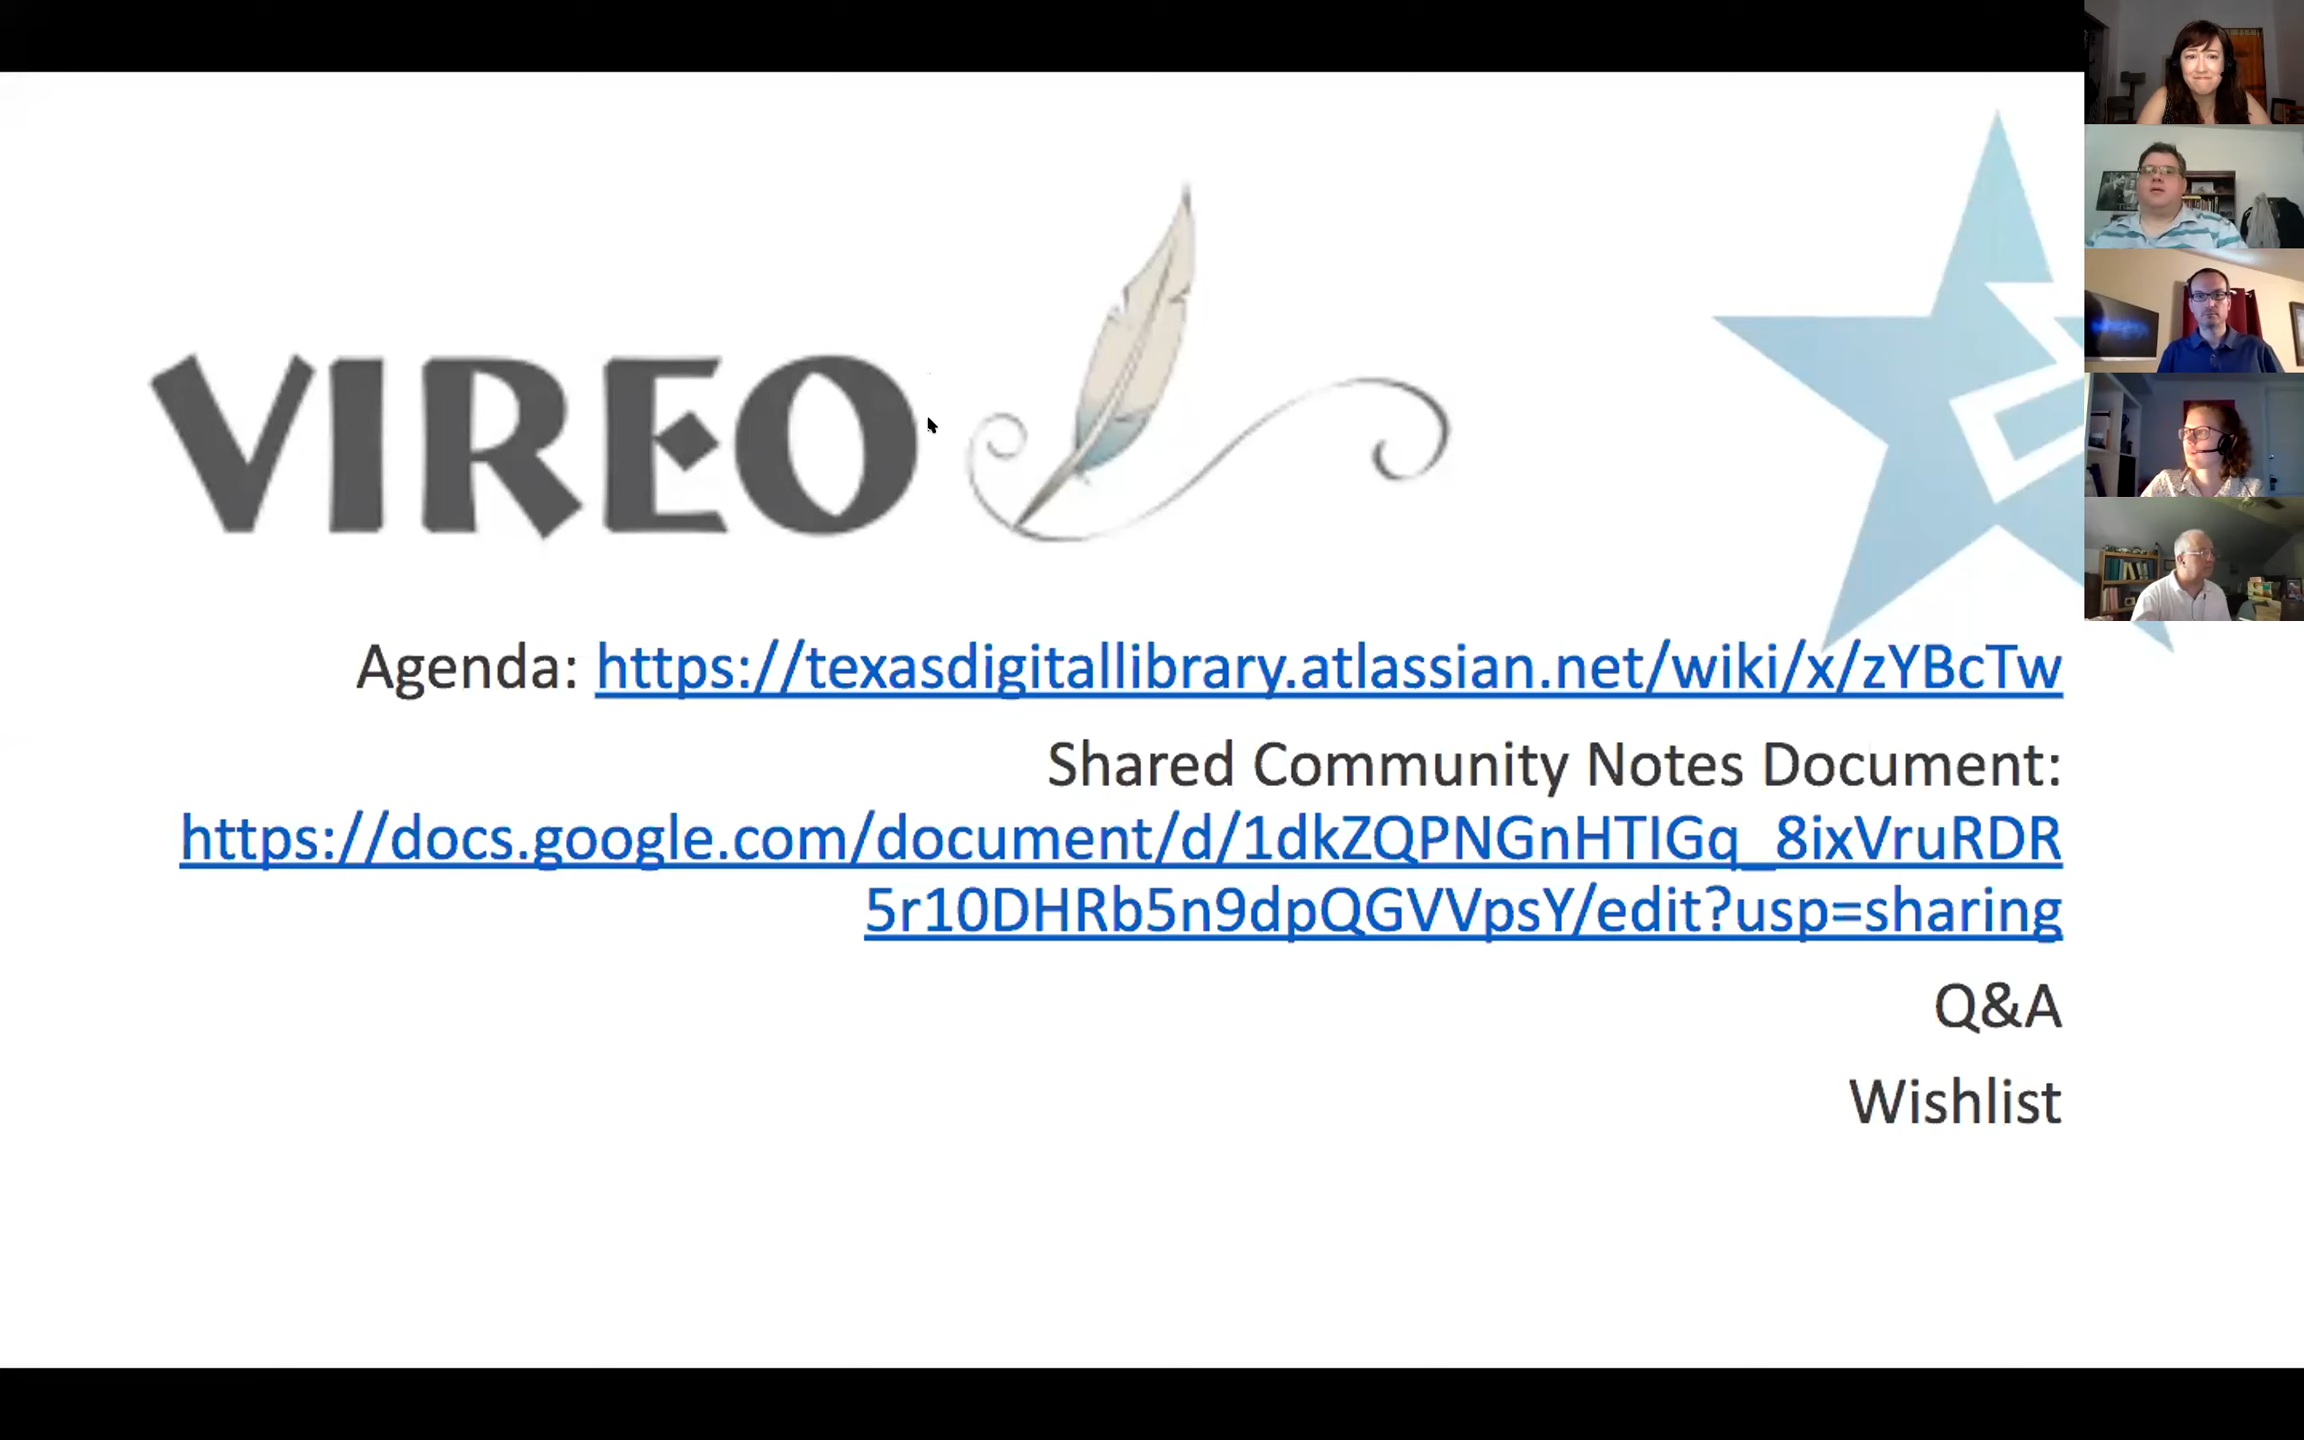 VIREO
Agenda: https://texasdigitallibrary.atlassian.net/wiki/x/zYBcTw
Shared Community Notes Document:
https://docs.google.com/document/d/1dkZQPNGnHTIGq_8ixVruRDR
5r10DHRb5n9dpQGVVpsY/edit?usp=sharing
Q&A
Wishlist